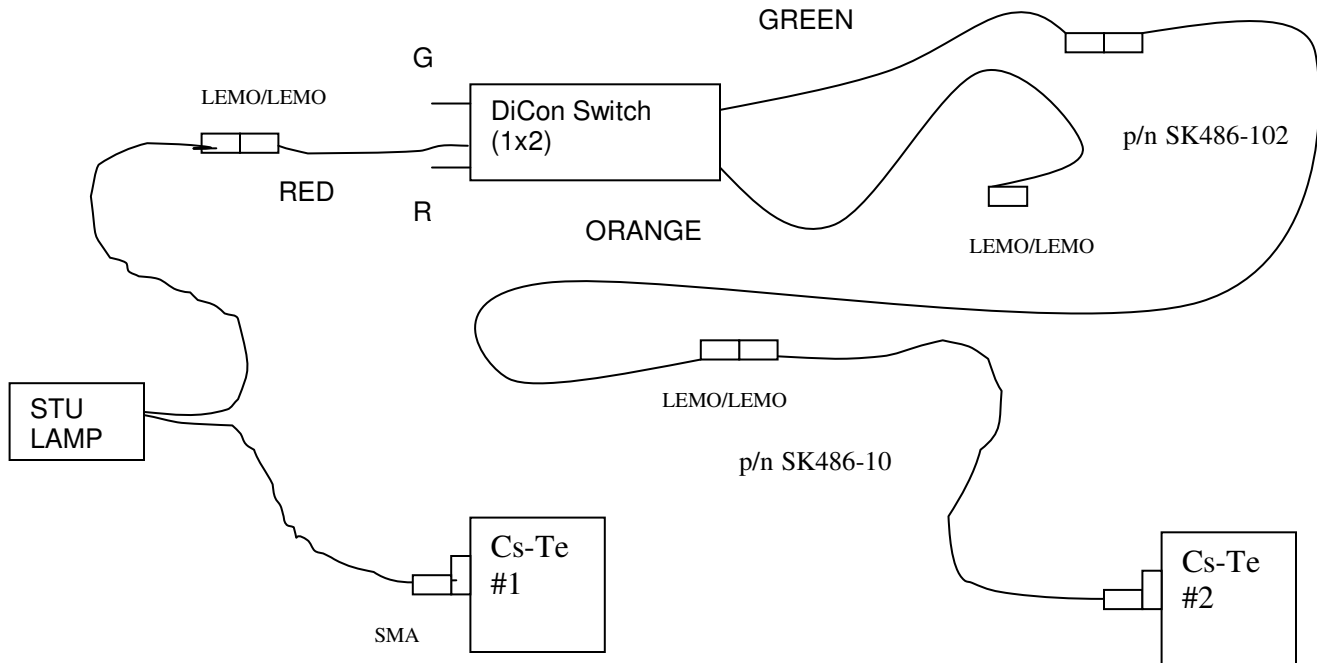 GREEN
G
LEMO/LEMO
DiCon Switch
(1x2)
p/n SK486-102
RED
R
ORANGE
LEMO/LEMO
STU
LAMP
LEMO/LEMO
p/n SK486-10
Cs-Te
#1
Cs-Te
#2
SMA